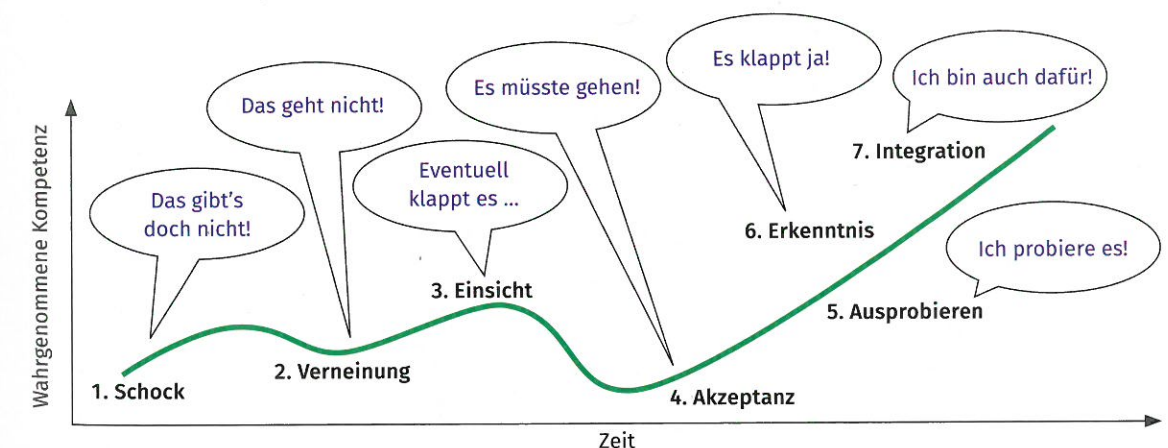 Wahrgenommene Kompetenz
Das gibt's
doch nicht!
1. Schock
Das geht nicht!
2. Verneinung
Eventuell
klappt es ...
3. Einsicht
Es müsste gehen!
4. Akzeptanz
Ich probiere es!
5. Ausprobieren
Es klappt ja!
6. Erkenntnis
Ich bin auch dafür!
7. Integration
Zeit